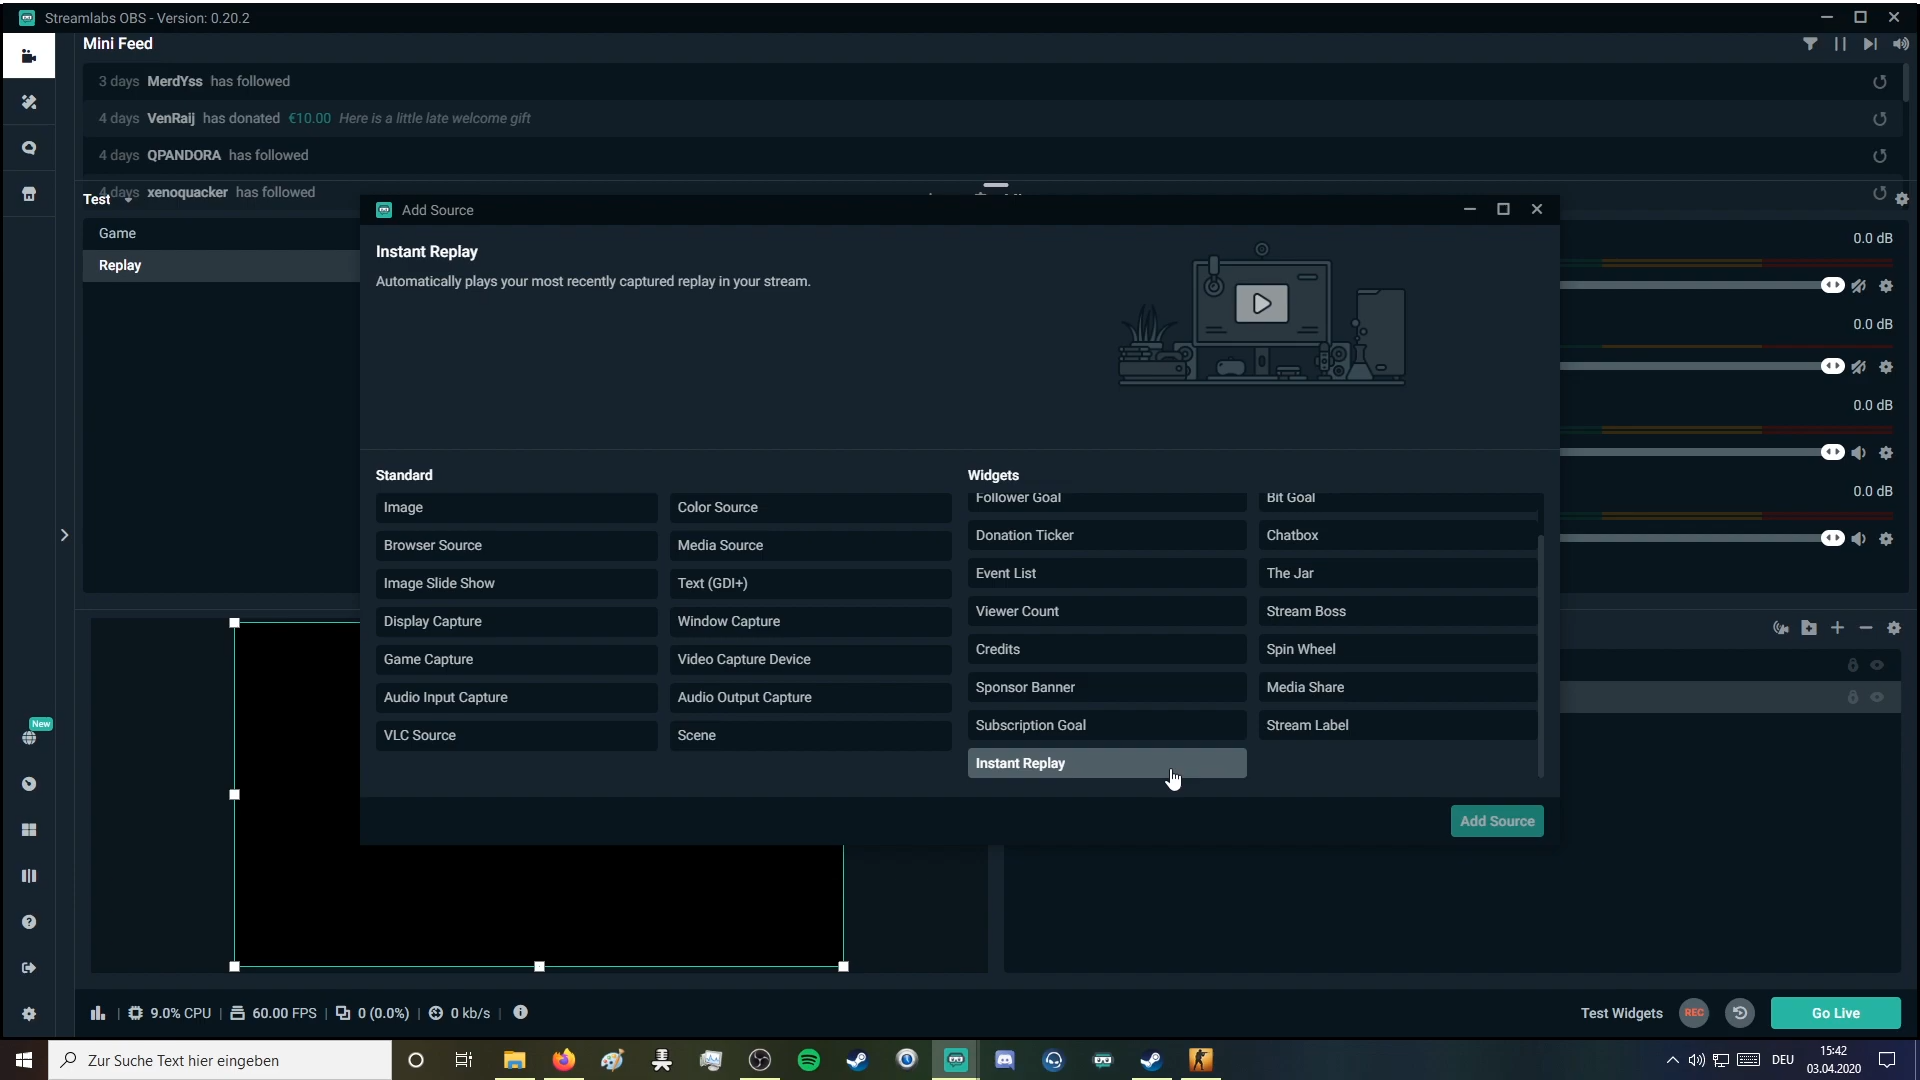 Streamlabs OBS - Version: 0.20.2
Mini Feed
3 days MerdYss has followed
4 days VenRaij has donated €10.00 Here is a little late welcome gift
4 days QPANDORA has followed
4 days xenoquacker has followed
Test
Game
Replay
Add Source
Instant Replay
Automatically plays your most recently captured replay in your stream.
0.0 dB
0.0 dB
0.0 dB
0.0 dB
Standard
Image
Color Source
Browser Source
Media Source
Image Slide Show
Text (GDI+)
Display Capture
Window Capture
Game Capture
Video Capture Device
Audio Input Capture
Audio Output Capture
VLC Source
Scene
Widgets
Follower Goal
Bit Goal
Donation Ticker
Chatbox
Event List
The Jar
Viewer Count
Stream Boss
Credits
Spin Wheel
Sponsor Banner
Media Share
Subscription Goal
Stream Label
Instant Replay
Add Source
New
9.0% CPU
60.00 FPS
0 (0.0%)
0 kb/s
Test Widgets
REC
Go Live
Zur Suche Text hier eingeben
DEU
15:42
03.04.2020